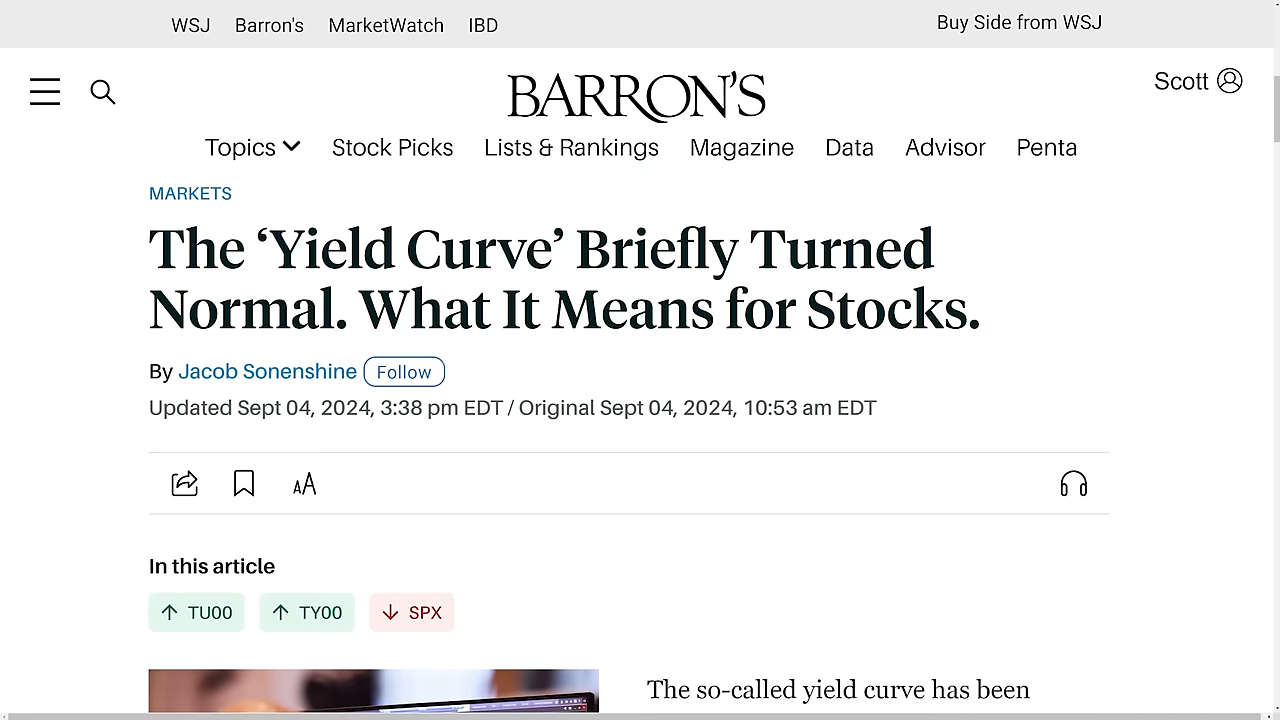 WSJ Barron's MarketWatch IBD Buy Side from WSJ
BARRON'S
Scott
Topics Stock Picks Lists & Rankings Magazine Data Advisor Penta
MARKETS
The ‘Yield Curve’ Briefly Turned
Normal. What It Means for Stocks.
By Jacob Sonenshine Follow
Updated Sept 04, 2024, 3:38 pm EDT / Original Sept 04, 2024, 10:53 am EDT
AA
In this article
↑ TU00 ↑ TY00 ↓ SPX
The so-called yield curve has been